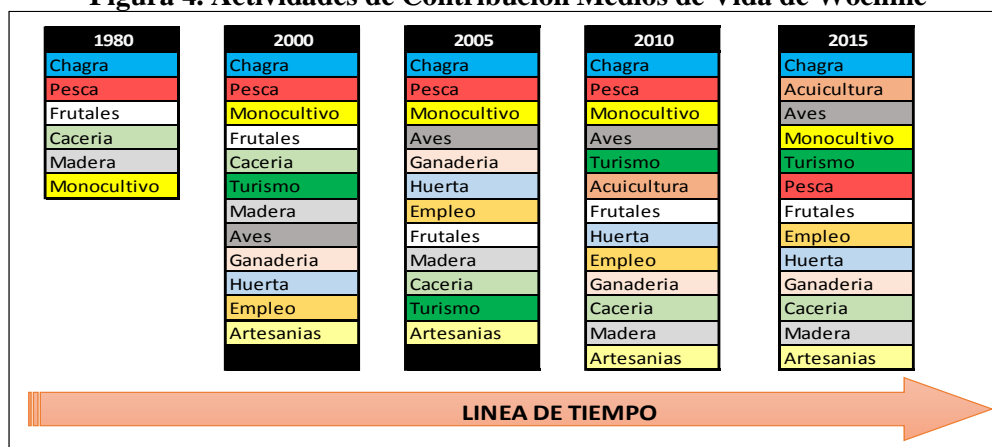 Figura 4. Actividades de Contribución Medios de Vida de Wochine
1980
Chagra
Pesca
Frutales
Caceria
Madera
Monocultivo
2000
Chagra
Pesca
Monocultivo
Frutales
Caceria
Turismo
Madera
Aves
Ganaderia
Huerta
Empleo
Artesanias
2005
Chagra
Pesca
Monocultivo
Aves
Ganaderia
Huerta
Empleo
Frutales
Madera
Caceria
Turismo
Artesanias
2010
Chagra
Pesca
Monocultivo
Aves
Turismo
Acuicultura
Frutales
Huerta
Empleo
Ganaderia
Caceria
Madera
Artesanias
2015
Chagra
Acuicultura
Aves
Monocultivo
Turismo
Pesca
Frutales
Empleo
Huerta
Ganaderia
Caceria
Madera
Artesanias
LINEA DE TIEMPO